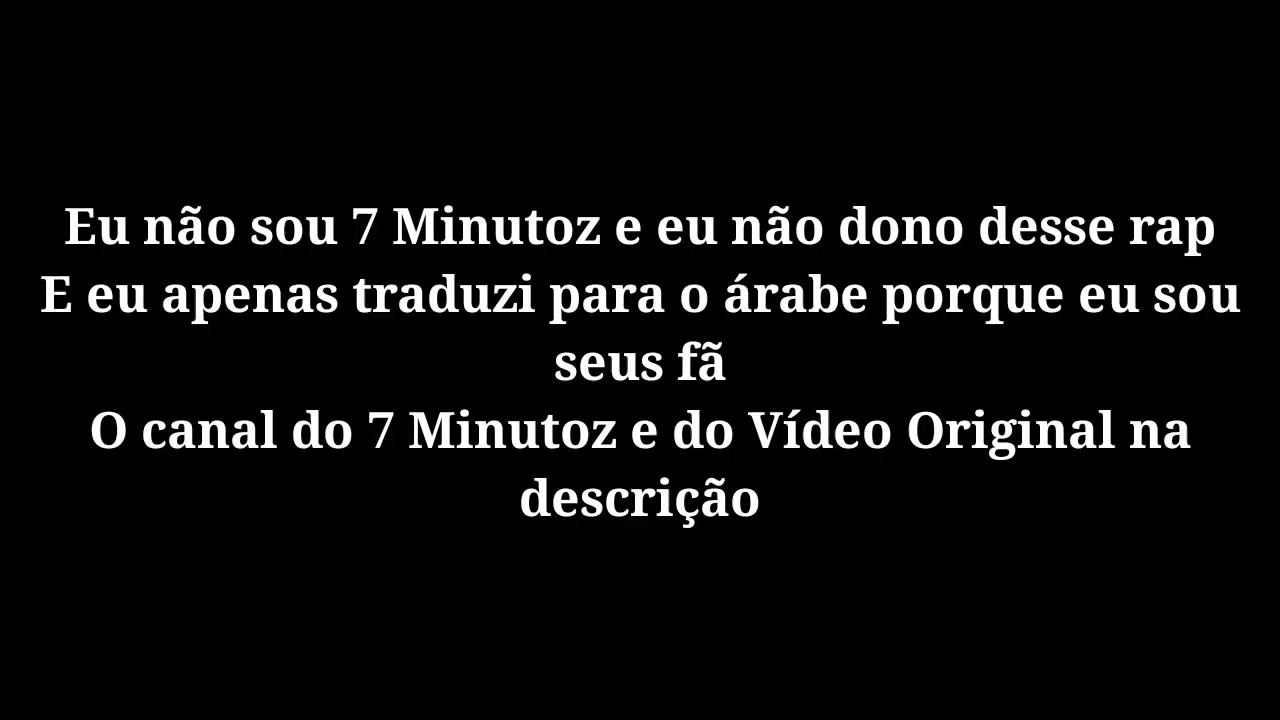 Eu não sou 7 Minutoz e eu não dono desse rap
E eu apenas traduzi para o árabe porque eu sou
seus fã
O canal do 7 Minutoz e do Vídeo Original na
descrição